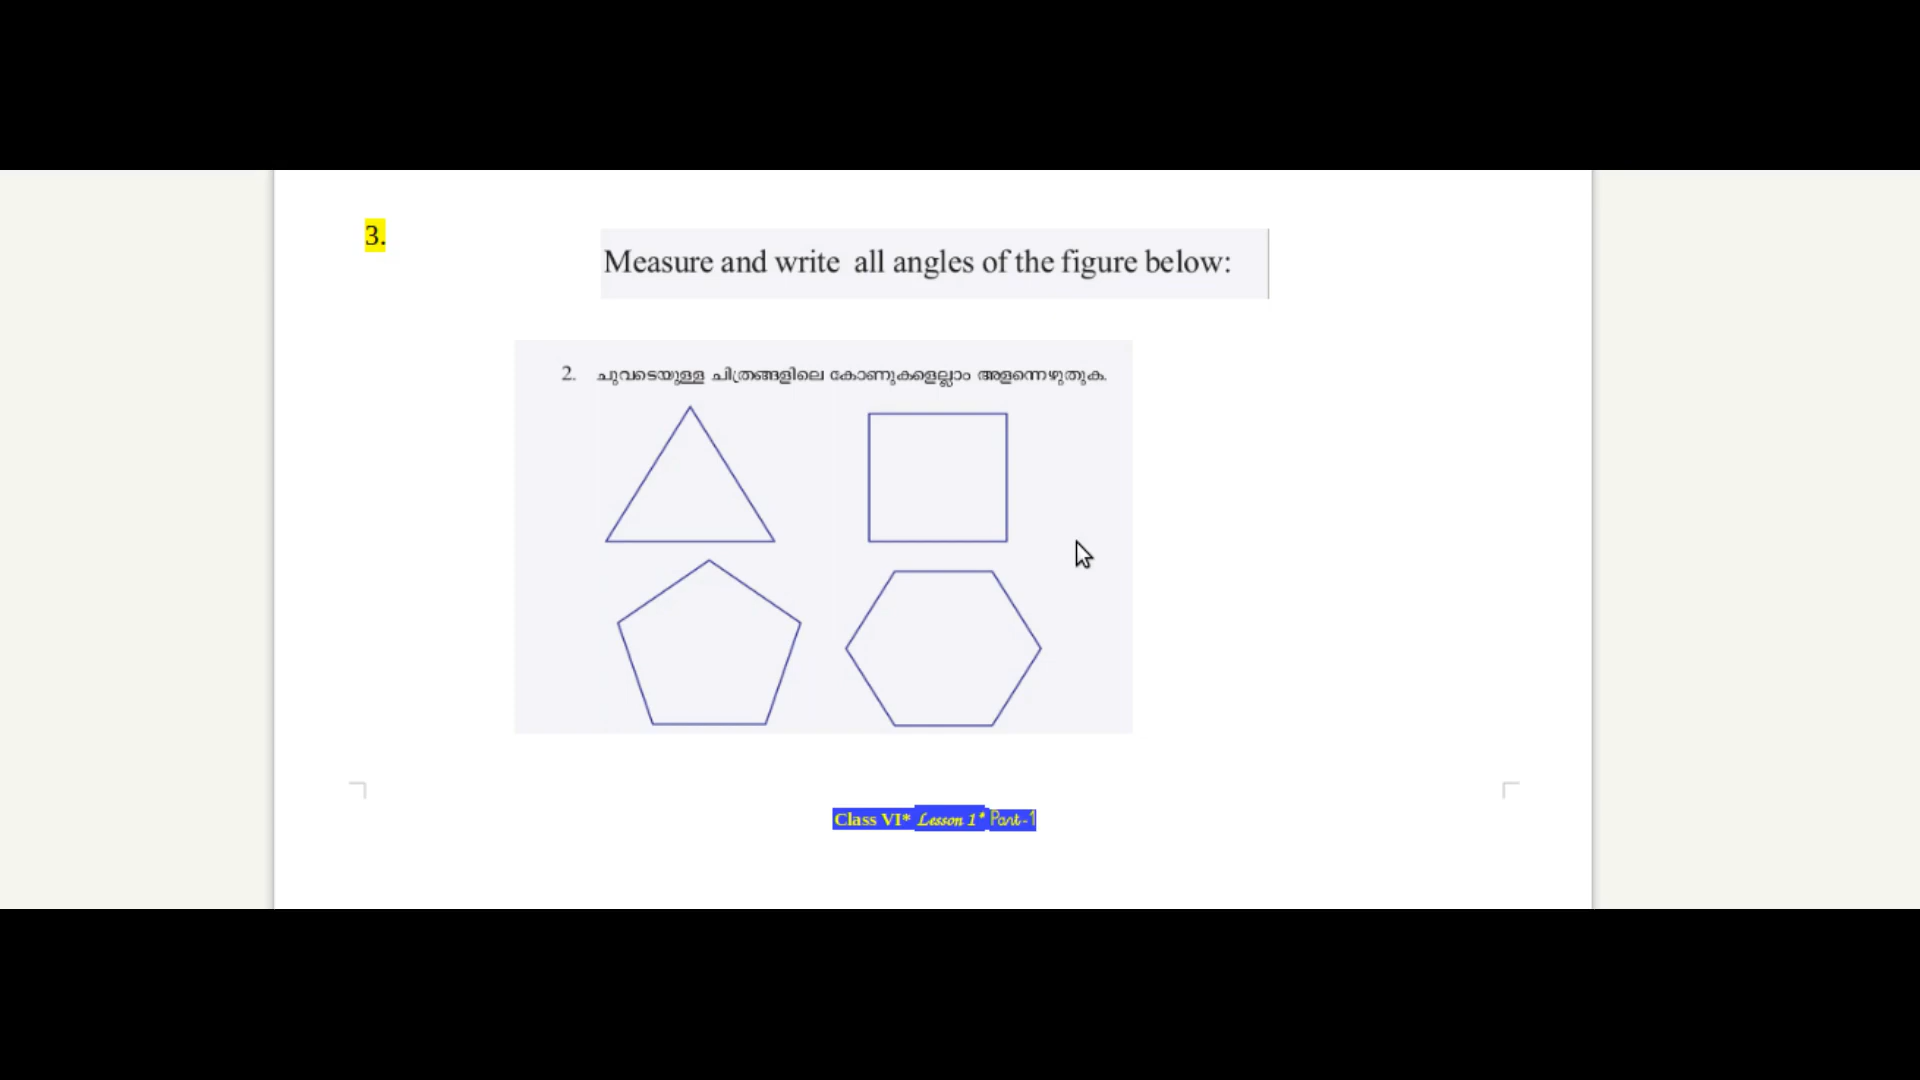 3.
Measure and write all angles of the figure below:
2. ചുവടെയുള്ള ചിത്രങ്ങളിലെ കോണുകളെല്ലാം അളന്നെഴുതുക.
Class VI* Lesson 1* Part-1